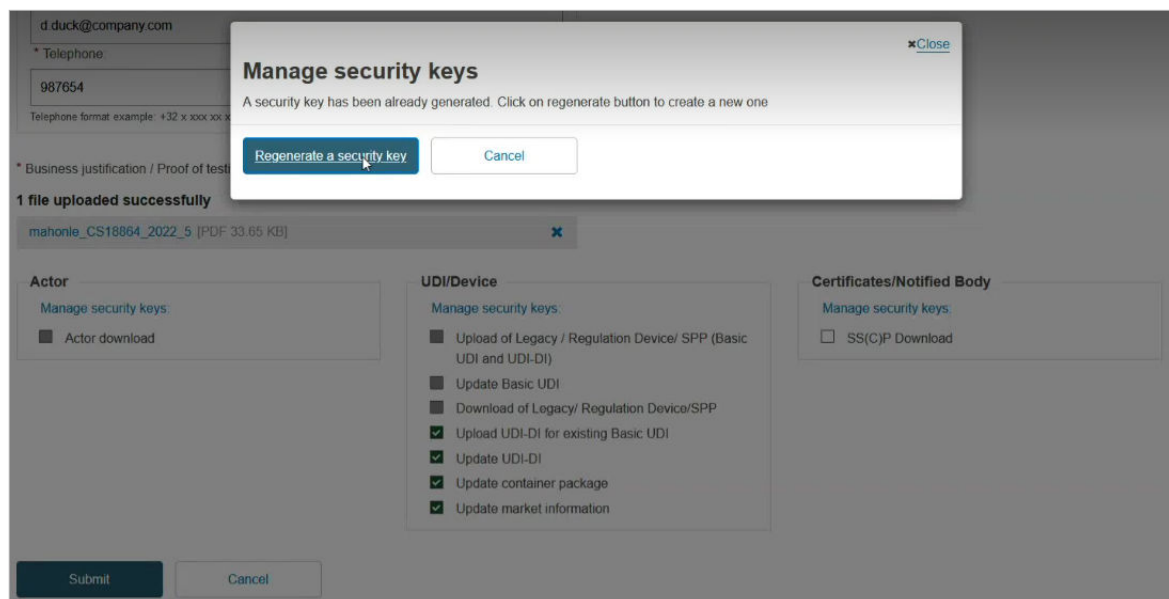 d.duck@company.com
* Telephone:
987654
Telephone format example: +32 x xxx xx x
✖Close
Manage security keys
A security key has been already generated. Click on regenerate button to create a new one
Regenerate a security key
Cancel
* Business justification / Proof of testi
1 file uploaded successfully
mahonle_CS18864_2022_5 [PDF 33.65 KB]
Actor
Manage security keys:
Actor download
UDI/Device
Manage security keys:
Upload of Legacy / Regulation Device/ SPP (Basic
UDI and UDI-DI)
Update Basic UDI
Download of Legacy/ Regulation Device/SPP
Upload UDI-DI for existing Basic UDI
Update UDI-DI
Update container package
Update market information
Certificates/Notified Body
Manage security keys:
SS(C)P Download
Submit
Cancel